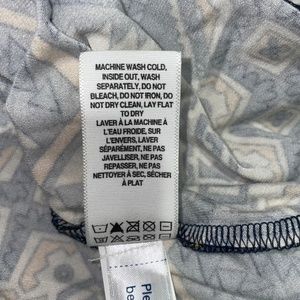 MACHINE WASH COLD,
INSIDE OUT, WASH
SEPARATELY, DO NOT
BLEACH, DO NOT IRON, DO
NOT DRY CLEAN, LAY FLAT
TO DRY
LAVER À LA MACHINE À
L'EAU FROIDE, SUR
L'ENVERS, LAVER
SÉPARÉMENT, NE PAS
JAVELLISER, NE PAS
REPASSER, NE PAS
NETTOYER À SEC, SÉCHER
À PLAT
Ple
be